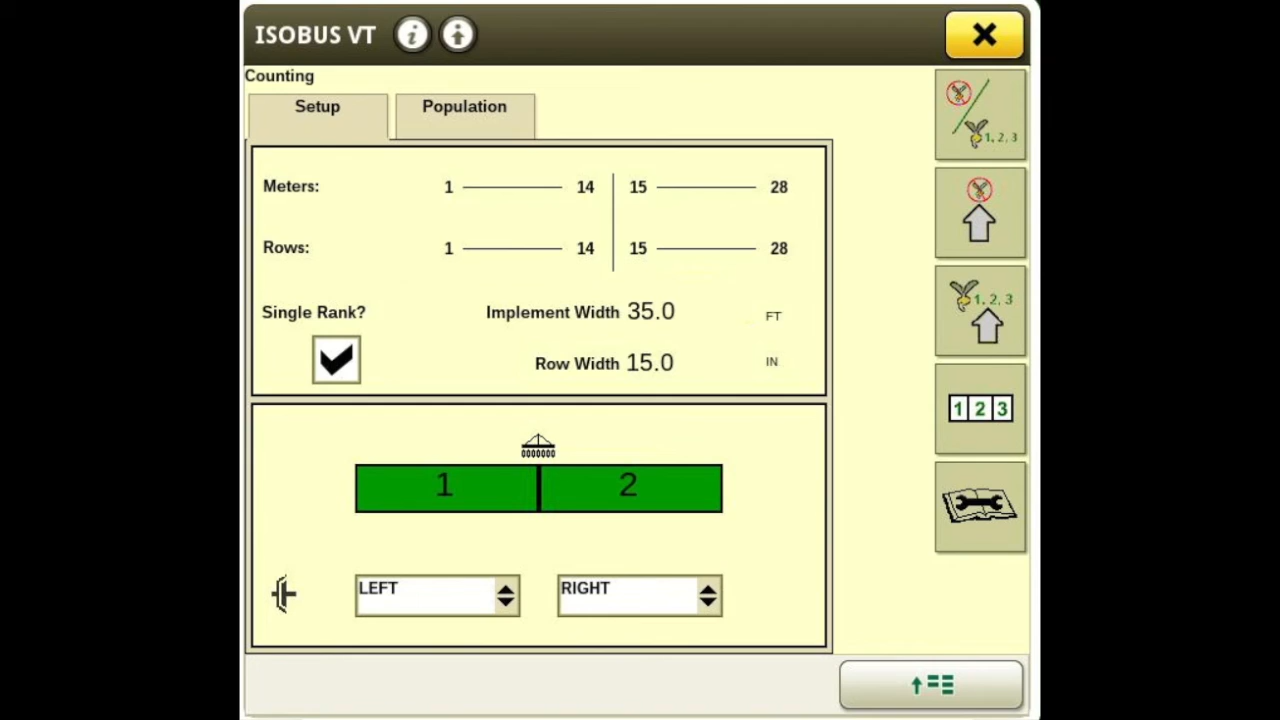 ISOBUS VT
Counting
Setup Population
Meters: 1 14 15 28
Rows: 1 14 15 28
Single Rank? Implement Width 35.0 FT
Row Width 15.0 IN
1 2
LEFT RIGHT
1, 2, 3
1, 2, 3
1 2 3